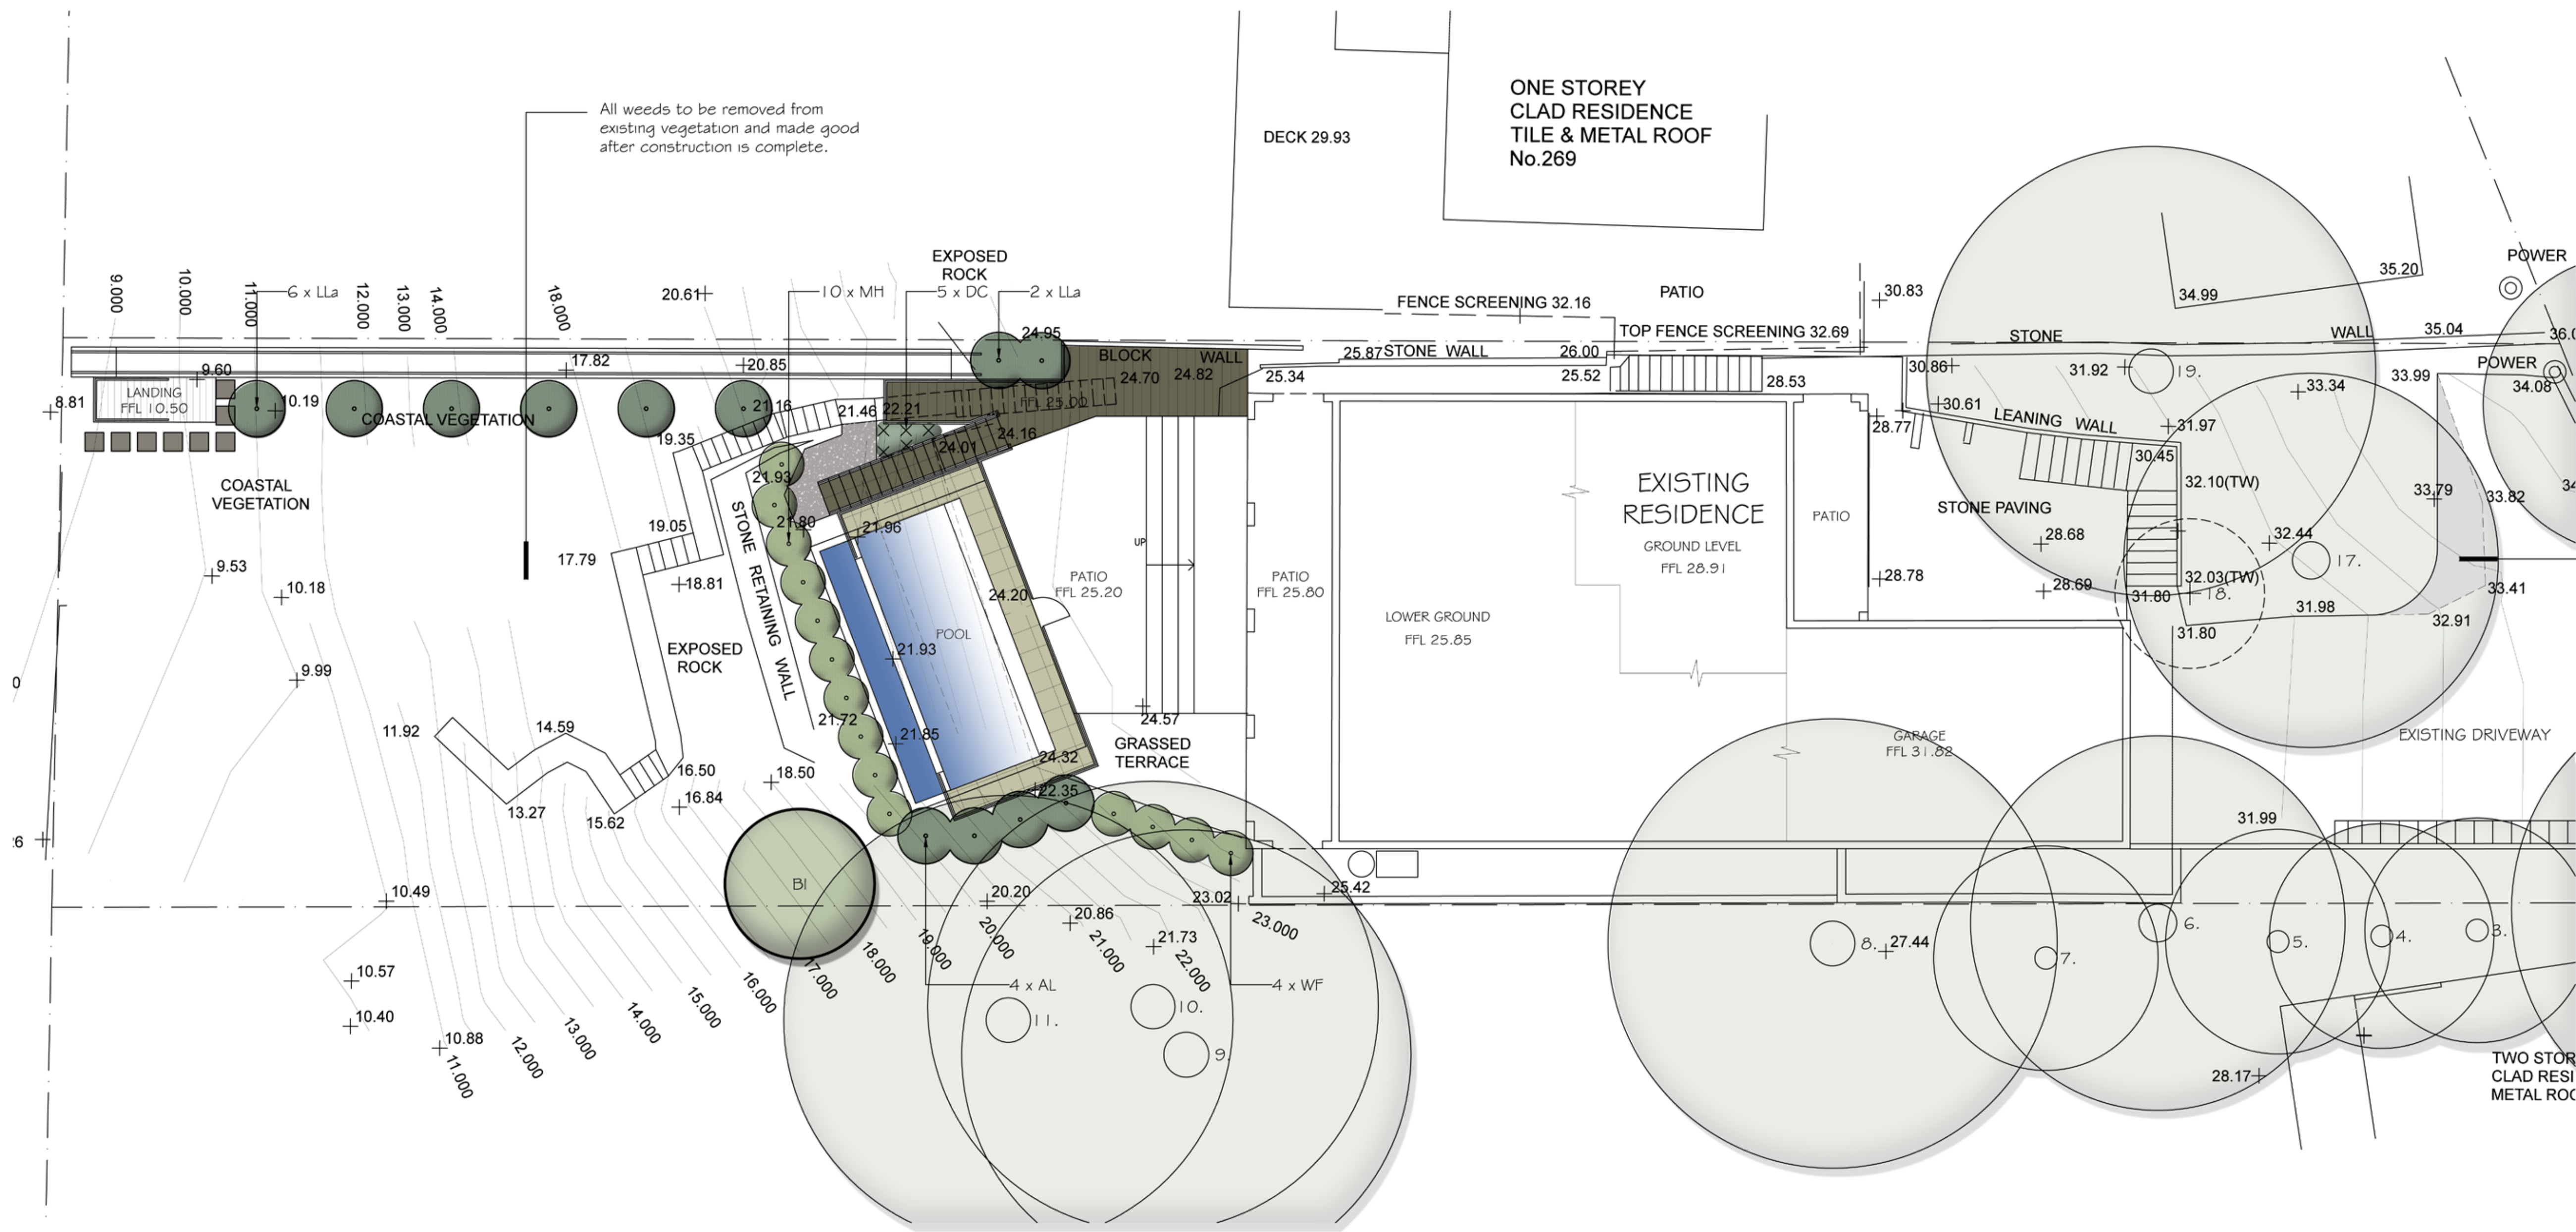 ONE STOREY
CLAD RESIDENCE
TILE & METAL ROOF
No.269
DECK 29.93
All weeds to be removed from
existing vegetation and made good
after construction is complete.
EXPOSED
ROCK
POWER
35.20
34.99
9.000
10.000
11.000
6 x LLa
12.000
13.000
14.000
18.000
20.61
10 x MH
5 x DC
2 x LLa
24.95
FENCE SCREENING 32.16
PATIO
30.83
TOP FENCE SCREENING 32.69
STONE
WALL
35.04
POWER
34.08
33.99
25.87
STONE WALL
26.00
25.34
25.52
28.53
30.86
31.92
19.
33.34
BLOCK
WALL
24.70
24.82
FFL 25.00
17.82
20.85
9.60
LANDING
FFL 10.50
8.81
10.19
COASTAL VEGETATION
21.16
21.46
22.21
24.16
24.01
19.35
21.93
30.61
LEANING WALL
31.97
28.77
30.45
32.10(TW)
33.79
33.82
COASTAL
VEGETATION
STONE RETAINING WALL
19.05
21.80
21.96
EXISTING
RESIDENCE
GROUND LEVEL
FFL 28.91
PATIO
STONE PAVING
28.68
32.44
17.
17.79
18.81
UP
PATIO
FFL 25.20
PATIO
FFL 25.80
28.78
28.69
32.03(TW)
31.80
18.
31.98
33.41
32.91
31.80
9.53
10.18
24.20
POOL
LOWER GROUND
FFL 25.85
EXPOSED
ROCK
21.93
9.99
11.92
14.59
21.72
21.85
24.57
GRASSED
TERRACE
24.32
GARAGE
FFL 31.82
EXISTING DRIVEWAY
16.50
18.50
16.84
22.35
13.27
15.62
31.99
BI
10.49
20.20
20.86
21.73
23.02
25.42
23.000
22.000
21.000
20.000
19.000
18.000
17.000
16.000
15.000
14.000
13.000
12.000
11.000
10.57
10.40
10.88
4 x AL
4 x WF
11.
10.
9.
8.
27.44
7.
6.
5.
4.
3.
28.17
TWO STOR
CLAD RESI
METAL ROO